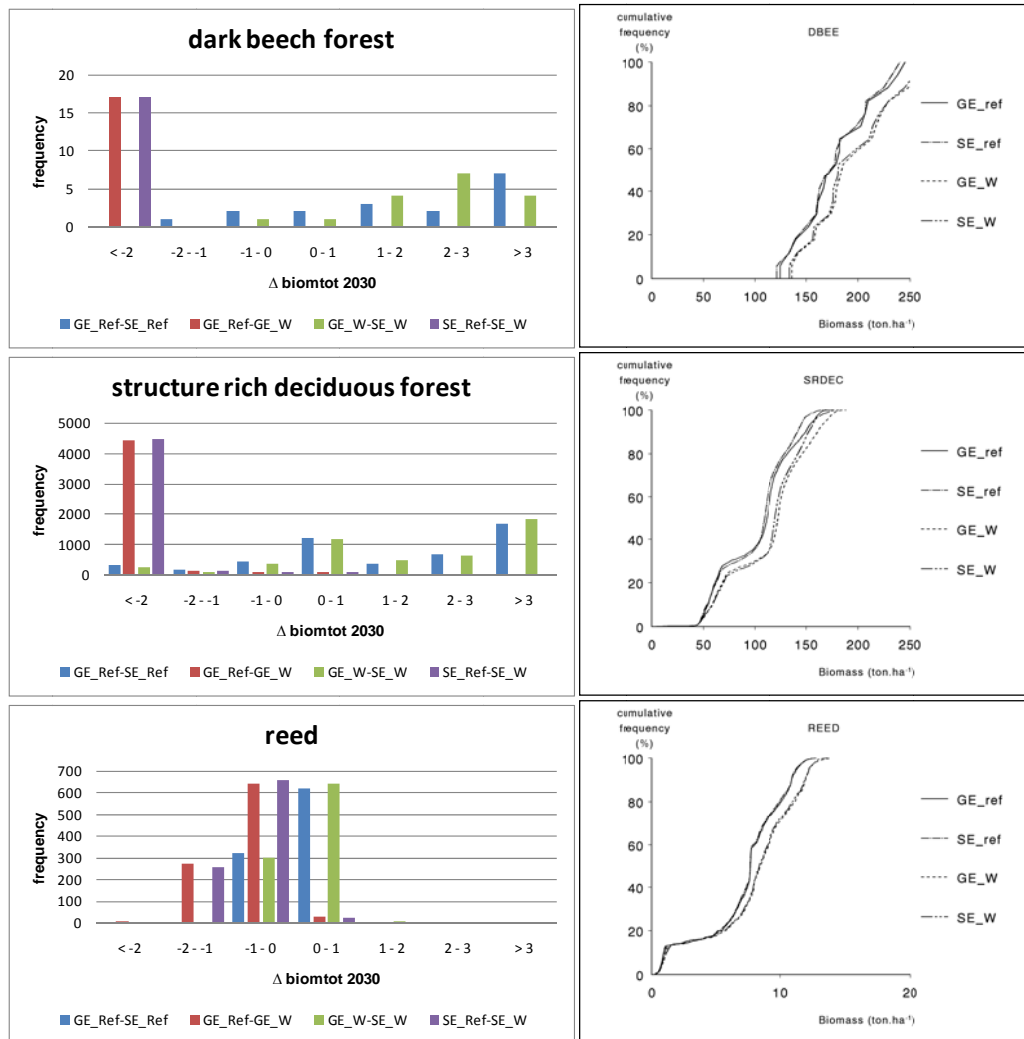 dark beech forest
20
15
10
5
0
frequency
< -2 -2 - -1 -1 - 0 0 - 1 1 - 2 2 - 3 > 3
Δ biomtot 2030
GE_Ref-SE_Ref GE_Ref-GE_W GE_W-SE_W SE_Ref-SE_W
cumulative
frequency
(%)
DBEE
100
80
60
40
20
0
0 50 100 150 200 250
Biomass (ton.ha-1)
GE_ref
SE_ref
GE_W
SE_W
structure rich deciduous forest
5000
4000
3000
2000
1000
0
frequency
< -2 -2 - -1 -1 - 0 0 - 1 1 - 2 2 - 3 > 3
Δ biomtot 2030
GE_Ref-SE_Ref GE_Ref-GE_W GE_W-SE_W SE_Ref-SE_W
cumulative
frequency
(%)
SRDEC
100
80
60
40
20
0
0 50 100 150 200 250
Biomass (ton.ha-1)
GE_ref
SE_ref
GE_W
SE_W
reed
700
600
500
400
300
200
100
0
frequency
< -2 -2 - -1 -1 - 0 0 - 1 1 - 2 2 - 3 > 3
Δ biomtot 2030
GE_Ref-SE_Ref GE_Ref-GE_W GE_W-SE_W SE_Ref-SE_W
cumulative
frequency
(%)
REED
100
80
60
40
20
0
0 10 20
Biomass (ton.ha-1)
GE_ref
SE_ref
GE_W
SE_W